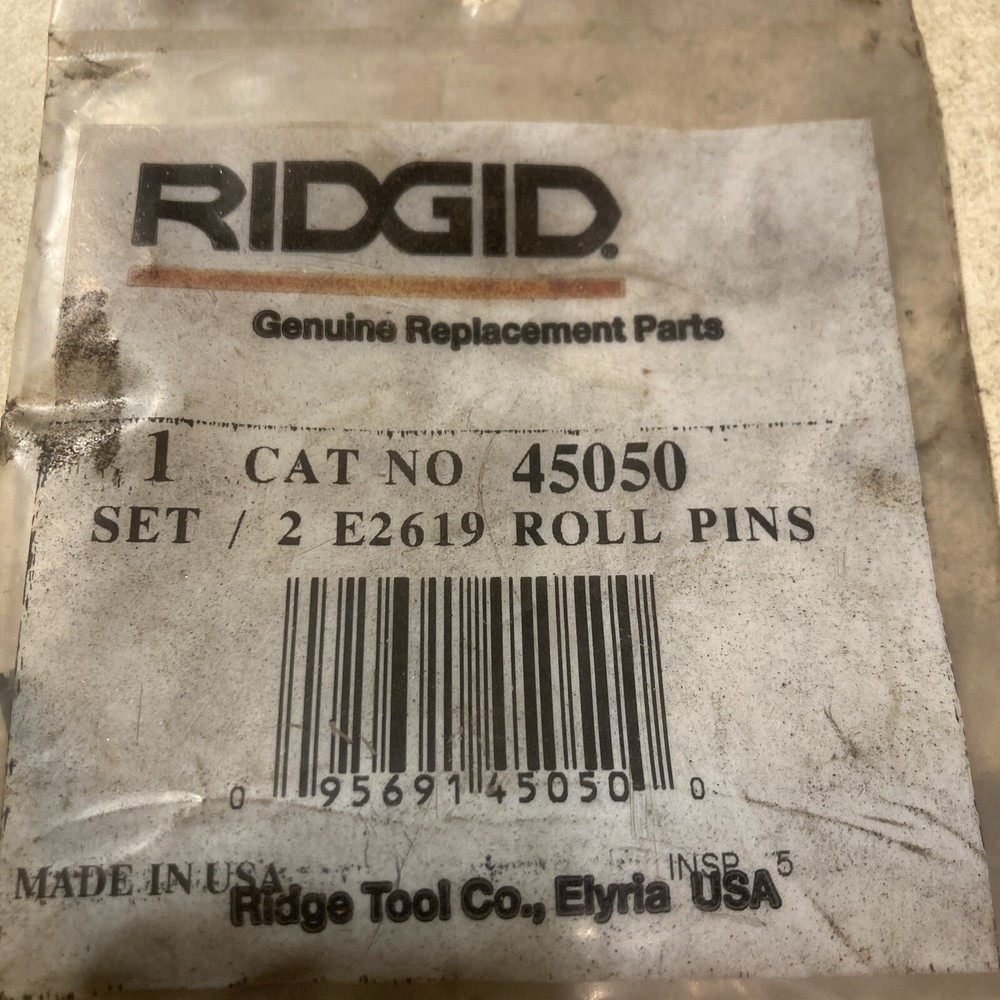 RIDGID®
Genuine Replacement Parts
1 CAT NO 45050
SET / 2 E2619 ROLL PINS
0 95691 45050 0
MADE IN USA
INSP 5
Ridge Tool Co., Elyria USA